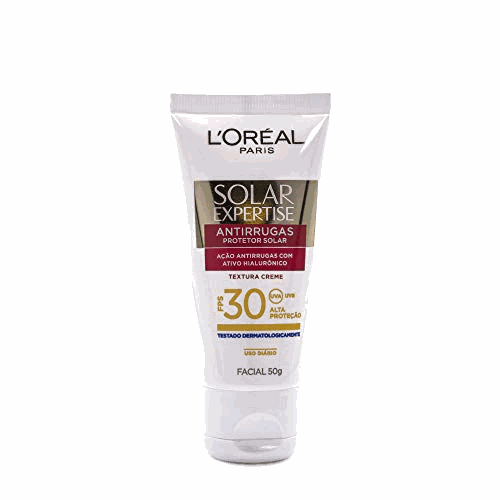 L'ORÉAL
PARIS
SOLAR
EXPERTISE
ANTIRRUGAS
PROTETOR SOLAR
AÇÃO ANTIRRUGAS COM
ATIVO HIALURÔNICO
TEXTURA CREME
FPS 30 UVA UVB
ALTA
PROTEÇÃO
TESTADO DERMATOLOGICAMENTE
USO DIÁRIO
FACIAL 50g